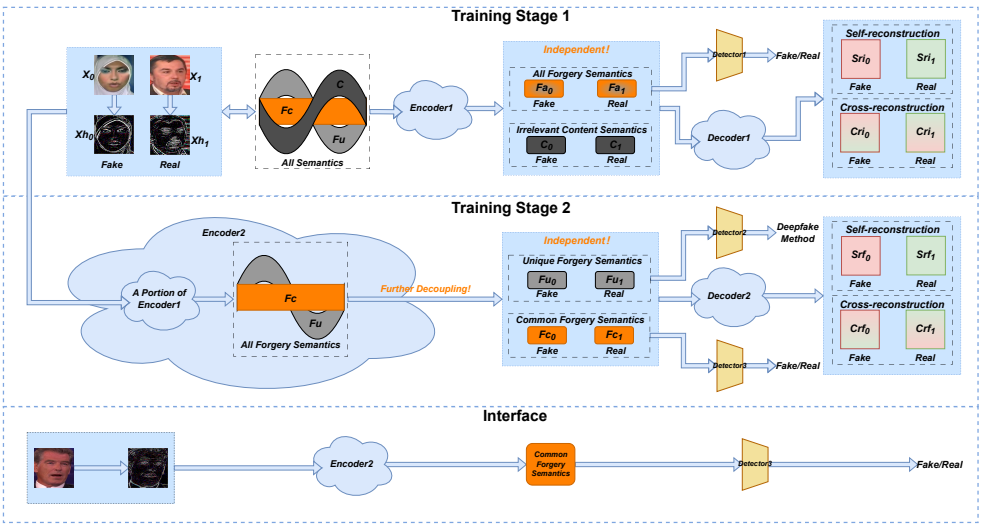 Training Stage 1
X0
X1
Xh0
Xh1
Fake
Real
C
Fc
Fu
All Semantics
Encoder1
Independent!
All Forgery Semantics
Fa0
Fa1
Fake
Real
Irrelevant Content Semantics
C0
C1
Fake
Real
Detector1
Fake/Real
Decoder1
Self-reconstruction
Sri0
Sri1
Fake
Real
Cross-reconstruction
Cri0
Cri1
Fake
Real
Training Stage 2
Encoder2
A Portion of
Encoder1
Fc
Fu
All Forgery Semantics
Further Decoupling!
Independent!
Unique Forgery Semantics
Fu0
Fu1
Fake
Real
Common Forgery Semantics
Fc0
Fc1
Fake
Real
Detector2
Deepfake
Method
Decoder2
Detector3
Fake/Real
Self-reconstruction
Srf0
Srf1
Fake
Real
Cross-reconstruction
Crf0
Crf1
Fake
Real
Interface
Encoder2
Common
Forgery
Semantics
Detector3
Fake/Real